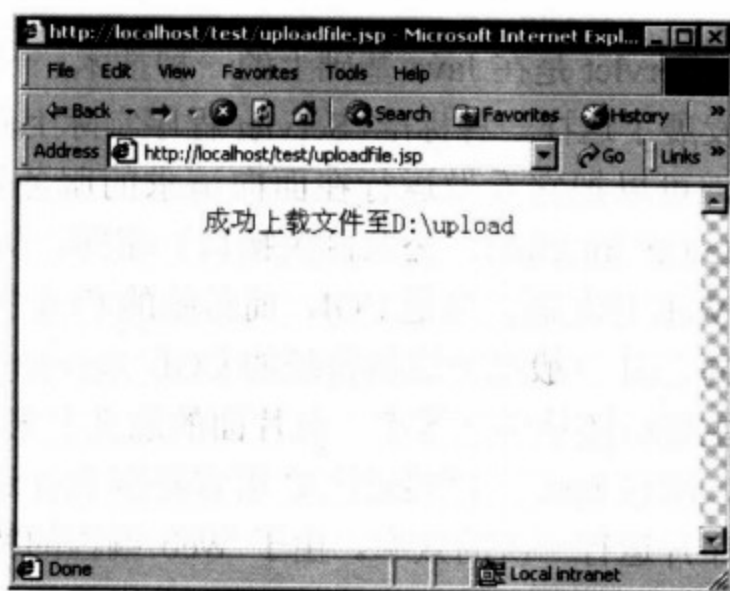 http://localhost/test/uploadfile.jsp - Microsoft Internet Expl...
File Edit View Favorites Tools Help
Back Search Favorites History »
Address http://localhost/test/uploadfile.jsp Go Links »
成功上载文件至D:\upload
Done Local intranet